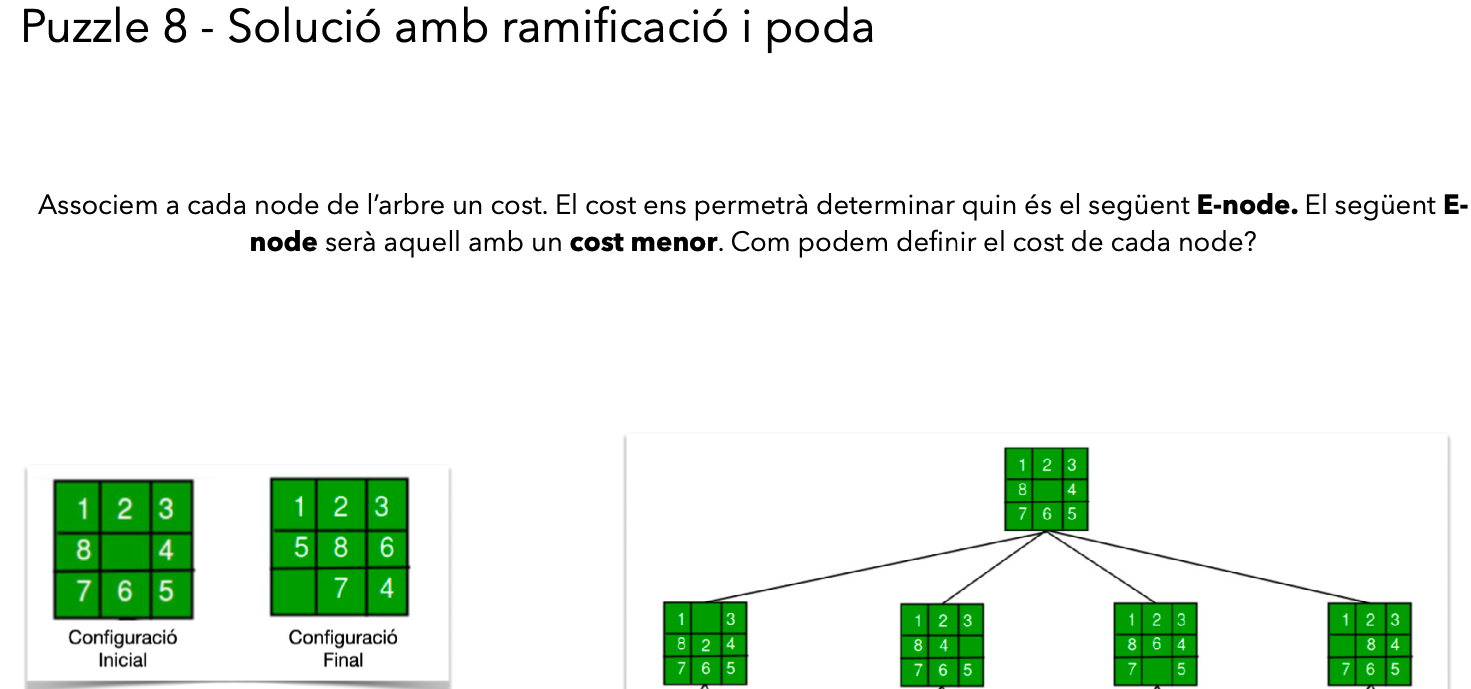 Puzzle 8 - Solució amb ramificació i poda
Associem a cada node de l’arbre un cost. El cost ens permetrà determinar quin és el següent E-node. El següent E-
node serà aquell amb un cost menor. Com podem definir el cost de cada node?
1 2 3
8 4
7 6 5
Configuració
Inicial
1 2 3
5 8 6
7 4
Configuració
Final
1 2 3
8 4
7 6 5
1 3
8 2 4
7 6 5
1 2 3
8 4
7 6 5
1 2 3
8 6 4
7 5
1 2 3
8 4
7 6 5